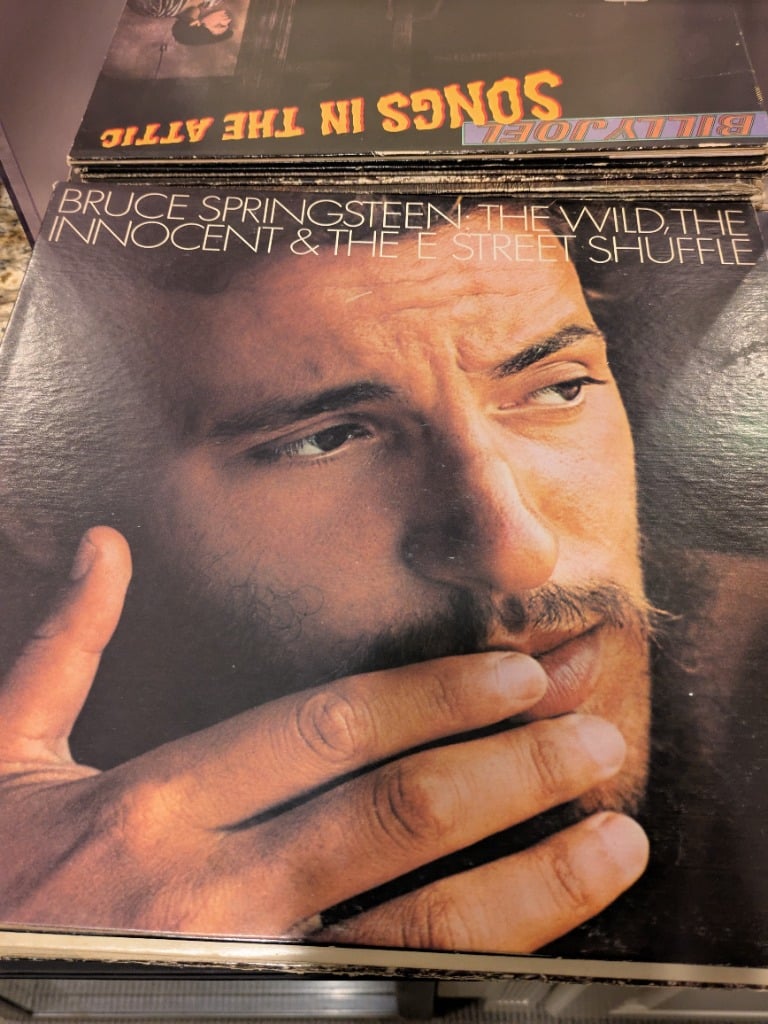 SONGS IN THE ATTIC
BILLY JOEL
BRUCE SPRINGSTEEN THE WILD, THE
INNOCENT & THE E STREET SHUFFLE